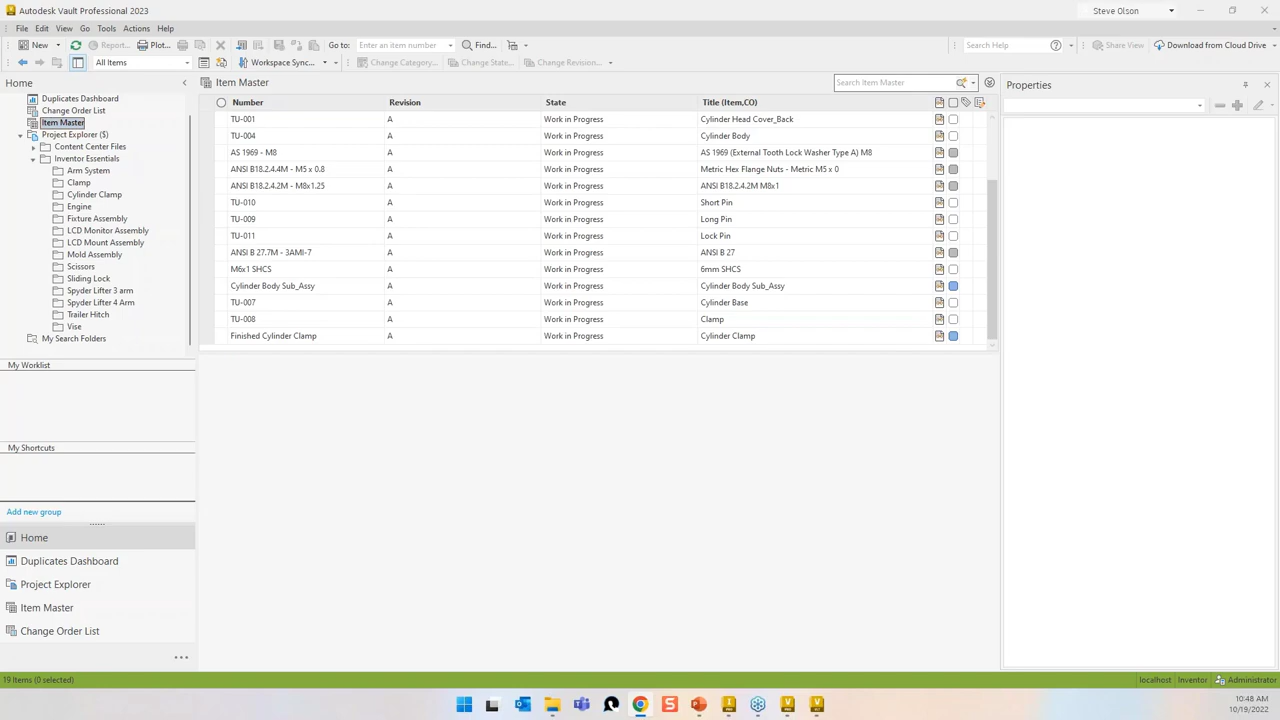 Autodesk Vault Professional 2023
Steve Olson
File Edit View Go Tools Actions Help
New Report... Plot... Go to: Enter an item number Find... Search Help Share View Download from Cloud Drive
All Items Workspace Sync... Change Category... Change State... Change Revision...
Home
Duplicates Dashboard
Change Order List
Item Master
Project Explorer ($)
Content Center Files
Inventor Essentials
Arm System
Clamp
Cylinder Clamp
Engine
Fixture Assembly
LCD Monitor Assembly
LCD Mount Assembly
Mold Assembly
Scissors
Sliding Lock
Spyder Lifter 3 arm
Spyder Lifter 4 Arm
Trailer Hitch
Vise
My Search Folders
My Worklist
My Shortcuts
Add new group
Home
Duplicates Dashboard
Project Explorer
Item Master
Change Order List
Item Master
Search Item Master
Number Revision State Title (Item,CO)
TU-001 A Work in Progress Cylinder Head Cover_Back
TU-004 A Work in Progress Cylinder Body
AS 1969 - M8 A Work in Progress AS 1969 (External Tooth Lock Washer Type A) M8
ANSI B18.2.4.4M - M5 x 0.8 A Work in Progress Metric Hex Flange Nuts - Metric M5 x 0
ANSI B18.2.4.2M - M8x1.25 A Work in Progress ANSI B18.2.4.2M M8x1
TU-010 A Work in Progress Short Pin
TU-009 A Work in Progress Long Pin
TU-011 A Work in Progress Lock Pin
ANSI B 27.7M - 3AMI-7 A Work in Progress ANSI B 27
M6x1 SHCS A Work in Progress 6mm SHCS
Cylinder Body Sub_Assy A Work in Progress Cylinder Body Sub_Assy
TU-007 A Work in Progress Cylinder Base
TU-008 A Work in Progress Clamp
Finished Cylinder Clamp A Work in Progress Cylinder Clamp
Properties
19 Items (0 selected)
localhost Inventor Administrator
10:48 AM
10/19/2022